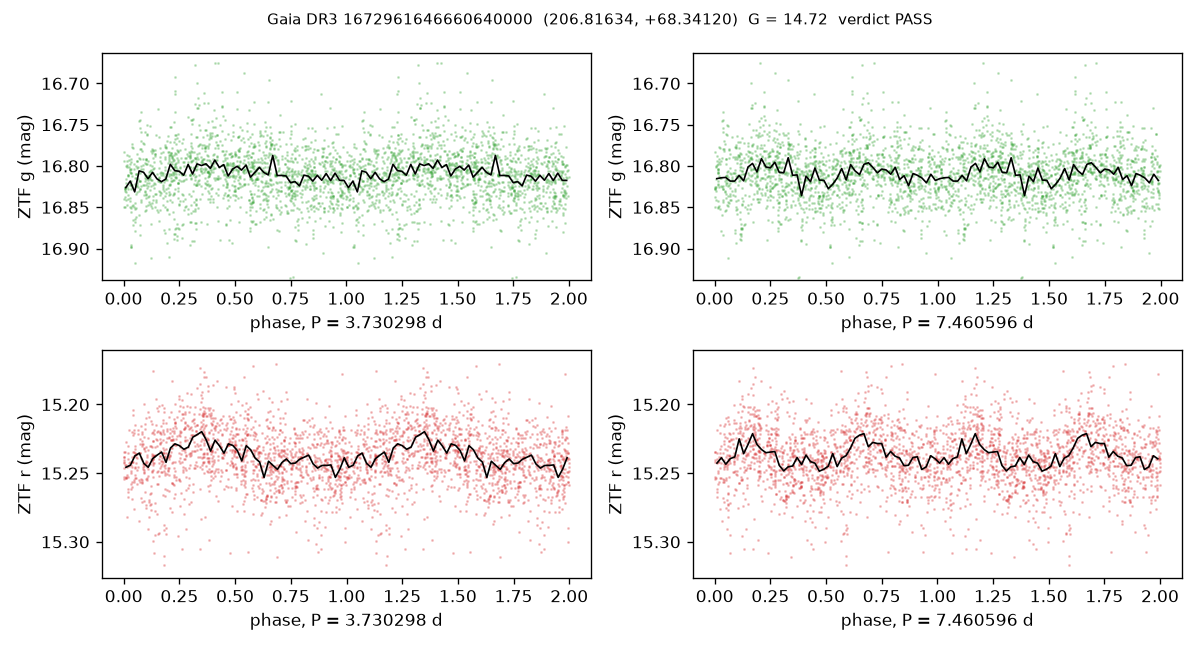 Gaia DR3 1672961646660640000  (206.81634, +68.34120)  G = 14.72  verdict PASS
ZTF g (mag)
16.70
16.75
16.80
16.85
16.90
0.00 0.25 0.50 0.75 1.00 1.25 1.50 1.75 2.00
phase, P = 3.730298 d
ZTF g (mag)
16.70
16.75
16.80
16.85
16.90
0.00 0.25 0.50 0.75 1.00 1.25 1.50 1.75 2.00
phase, P = 7.460596 d
ZTF r (mag)
15.20
15.25
15.30
0.00 0.25 0.50 0.75 1.00 1.25 1.50 1.75 2.00
phase, P = 3.730298 d
ZTF r (mag)
15.20
15.25
15.30
0.00 0.25 0.50 0.75 1.00 1.25 1.50 1.75 2.00
phase, P = 7.460596 d